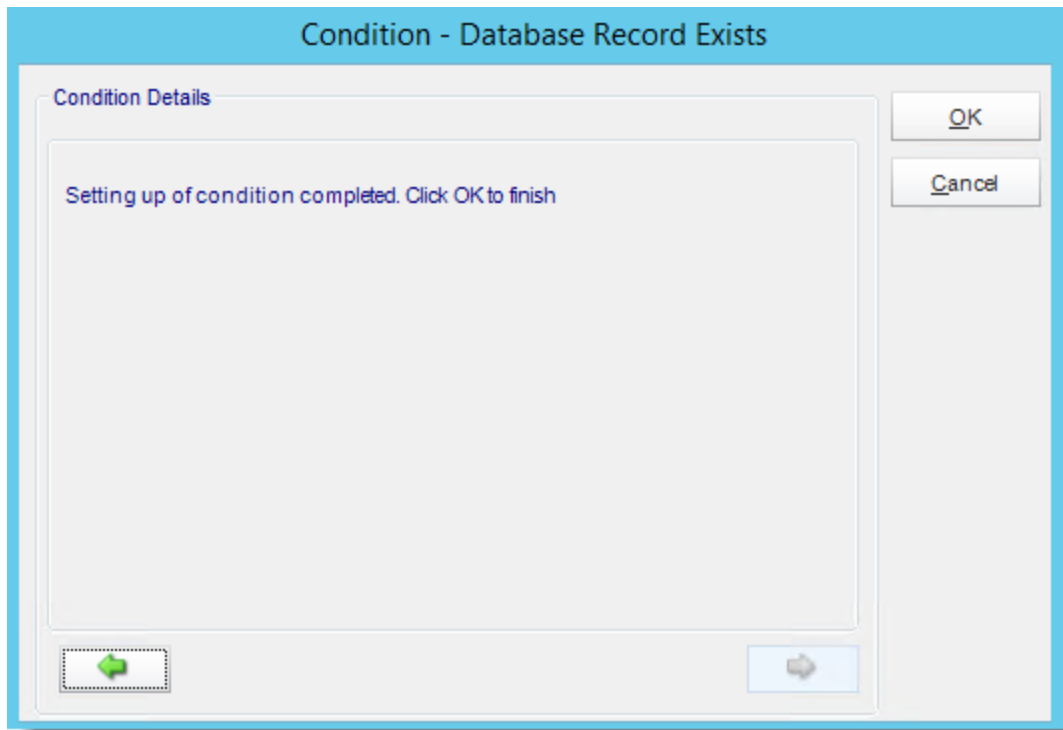 Condition - Database Record Exists
Condition Details
OK
Cancel
Setting up of condition completed. Click OK to finish